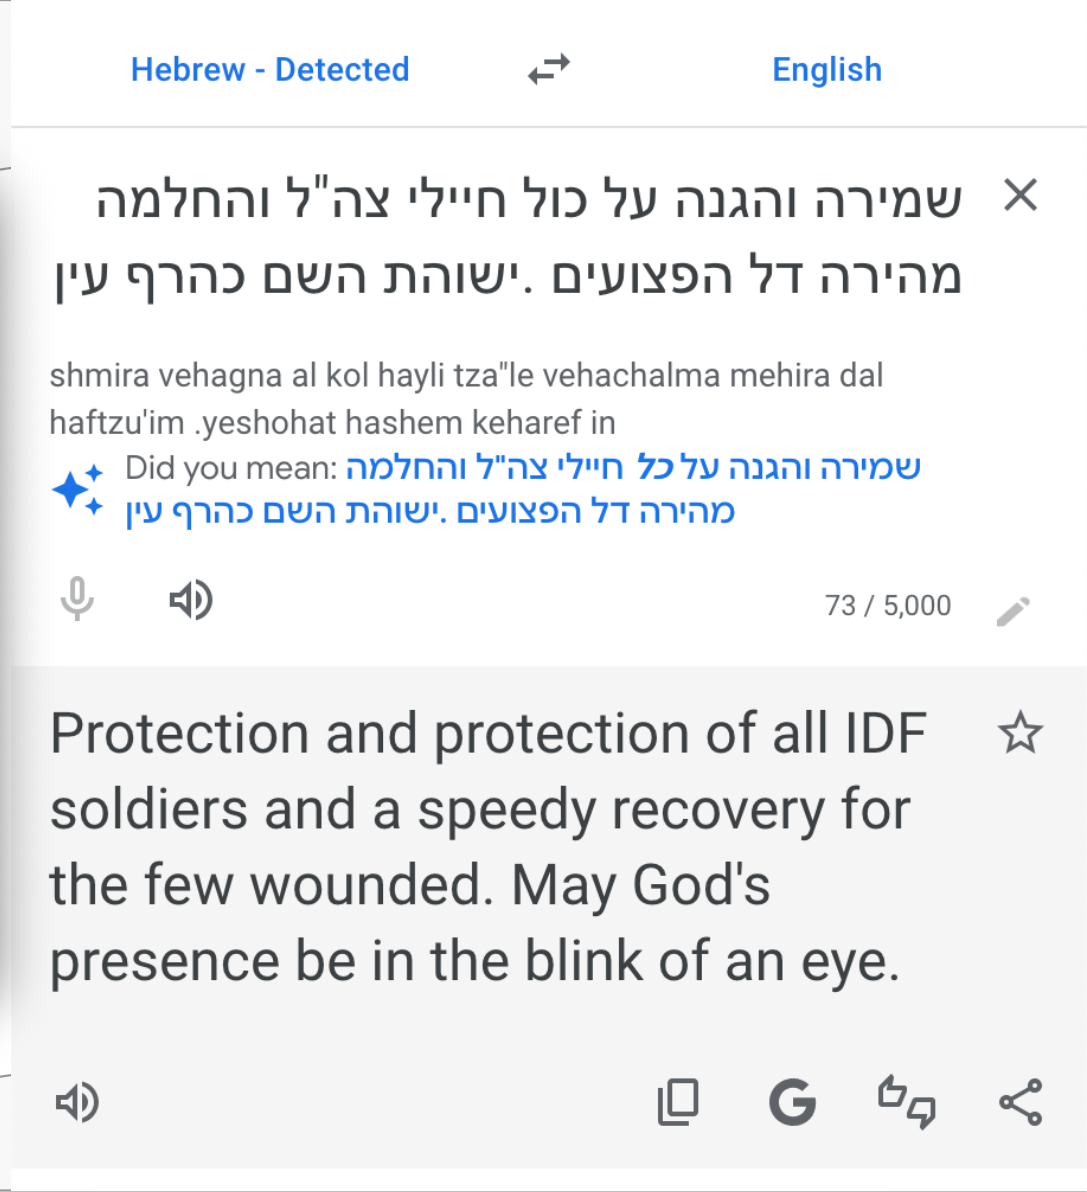 Hebrew - Detected
English
שמירה והגנה על כול חיילי צה"ל והחלמה
מהירה דל הפצועים .ישוהת השם כהרף עין
shmira vehagna al kol hayli tza"le vehachalma mehira dal
haftzu'im .yeshohat hashem keharef in
Did you mean: שמירה והגנה על כל חיילי צה"ל והחלמה
מהירה דל הפצועים .ישוהת השם כהרף עין
73 / 5,000
Protection and protection of all IDF
soldiers and a speedy recovery for
the few wounded. May God's
presence be in the blink of an eye.
G